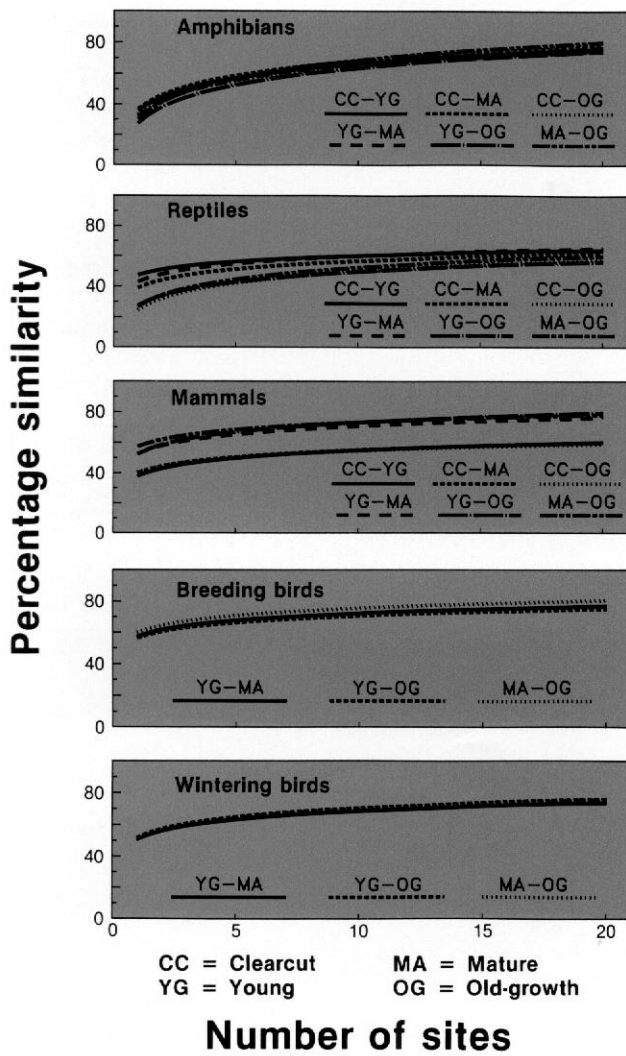 Percentage similarity
Amphibians
80
40
0
CC–YG CC–MA CC–OG
YG–MA YG–OG MA–OG
Reptiles
80
40
0
CC–YG CC–MA CC–OG
YG–MA YG–OG MA–OG
Mammals
80
40
0
CC–YG CC–MA CC–OG
YG–MA YG–OG MA–OG
Breeding birds
80
40
0
YG–MA YG–OG MA–OG
Wintering birds
80
40
0
YG–MA YG–OG MA–OG
0 5 10 15 20
CC = Clearcut MA = Mature
YG = Young OG = Old-growth
Number of sites